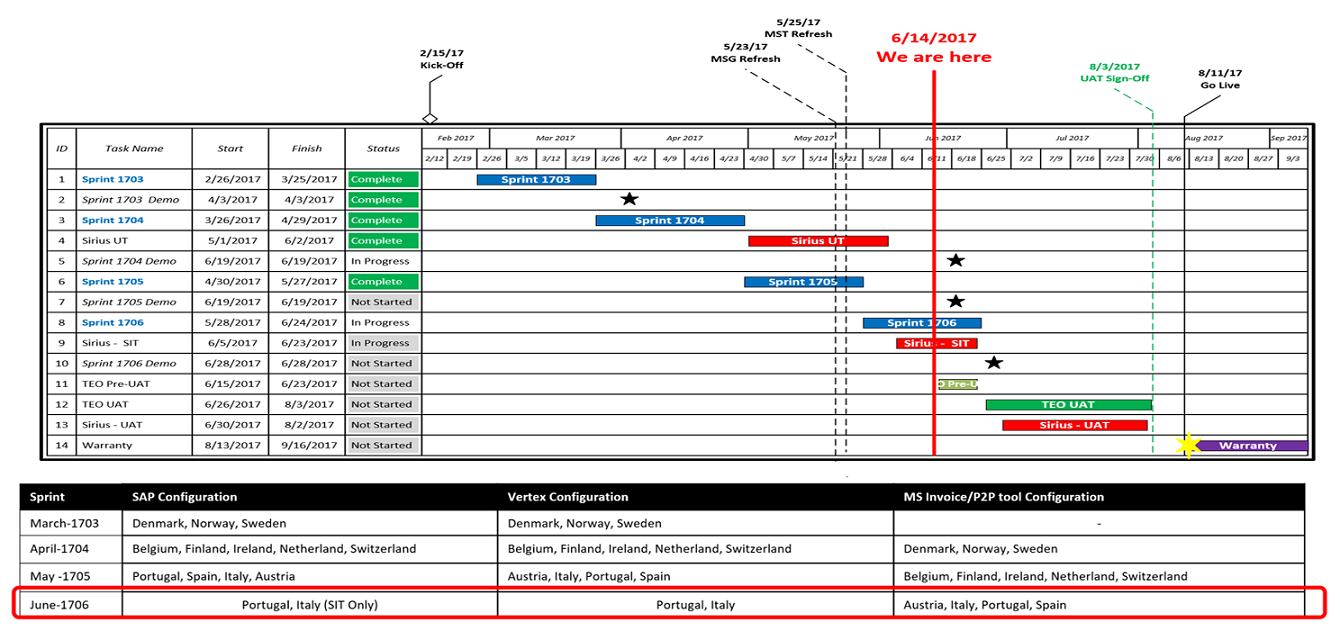 5/25/17
MST Refresh
6/14/2017
We are here
5/23/17
MSG Refresh
2/15/17
Kick-Off
8/3/2017
UAT Sign-Off
8/11/17
Go Live
ID Task Name Start Finish Status Feb 2017 Mar 2017 Apr 2017 May 2017 Jun 2017 Jul 2017 Aug 2017 Sep 2017
2/12 2/19 2/26 3/5 3/12 3/19 3/26 4/2 4/9 4/16 4/23 4/30 5/7 5/14 5/21 5/28 6/4 6/11 6/18 6/25 7/2 7/9 7/16 7/23 7/30 8/6 8/13 8/20 8/27 9/3
1 Sprint 1703 2/26/2017 3/25/2017 Complete Sprint 1703
2 Sprint 1703 Demo 4/3/2017 4/3/2017 Complete
3 Sprint 1704 3/26/2017 4/29/2017 Complete Sprint 1704
4 Sirius UT 5/1/2017 6/2/2017 Complete Sirius UT
5 Sprint 1704 Demo 6/19/2017 6/19/2017 In Progress
6 Sprint 1705 4/30/2017 5/27/2017 Complete Sprint 1705
7 Sprint 1705 Demo 6/19/2017 6/19/2017 Not Started
8 Sprint 1706 5/28/2017 6/24/2017 In Progress Sprint 1706
9 Sirius - SIT 6/5/2017 6/23/2017 In Progress Sirius - SIT
10 Sprint 1706 Demo 6/28/2017 6/28/2017 Not Started
11 TEO Pre-UAT 6/15/2017 6/23/2017 Not Started O Pre-U
12 TEO UAT 6/26/2017 8/3/2017 Not Started TEO UAT
13 Sirius - UAT 6/30/2017 8/2/2017 Not Started Sirius - UAT
14 Warranty 8/13/2017 9/16/2017 Not Started Warranty
Sprint SAP Configuration Vertex Configuration MS Invoice/P2P tool Configuration
March-1703 Denmark, Norway, Sweden Denmark, Norway, Sweden -
April-1704 Belgium, Finland, Ireland, Netherland, Switzerland Belgium, Finland, Ireland, Netherland, Switzerland Denmark, Norway, Sweden
May -1705 Portugal, Spain, Italy, Austria Austria, Italy, Portugal, Spain Belgium, Finland, Ireland, Netherland, Switzerland
June-1706 Portugal, Italy (SIT Only) Portugal, Italy Austria, Italy, Portugal, Spain